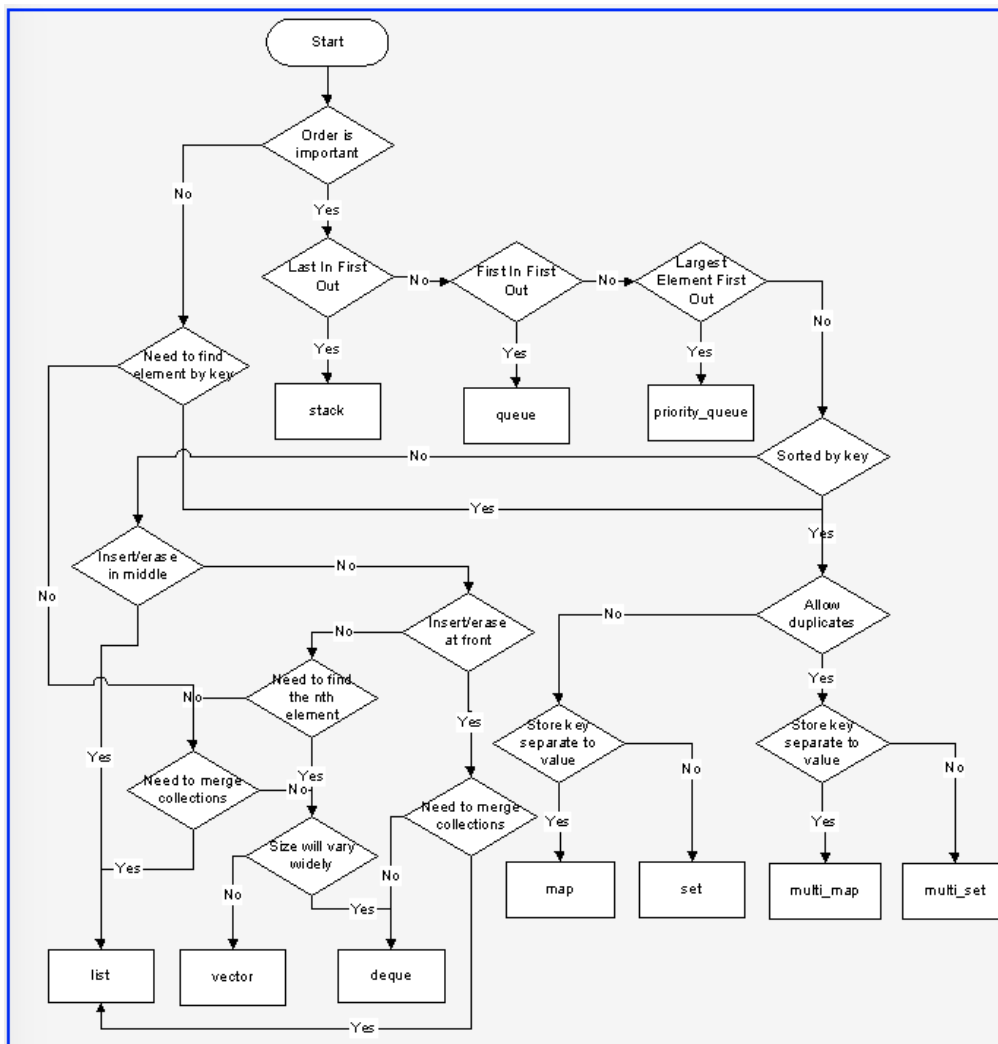 Start
Order is
important
No
Yes
Last In First
Out
No
First In First
Out
No
Largest
Element First
Out
No
Yes
Yes
Yes
Need to find
element by key
stack
queue
priority_queue
No
Sorted by key
Yes
Yes
Insert/erase
in middle
No
No
Allow
duplicates
No
Insert/erase
at front
No
Need to find
the nth
element
No
Yes
Yes
Store key
separate to
value
Store key
separate to
value
Yes
Yes
No
No
Need to merge
collections
No
Need to merge
collections
Yes
Yes
Size will vary
widely
Yes
No
No
Yes
map
set
multi_map
multi_set
list
vector
deque
Yes